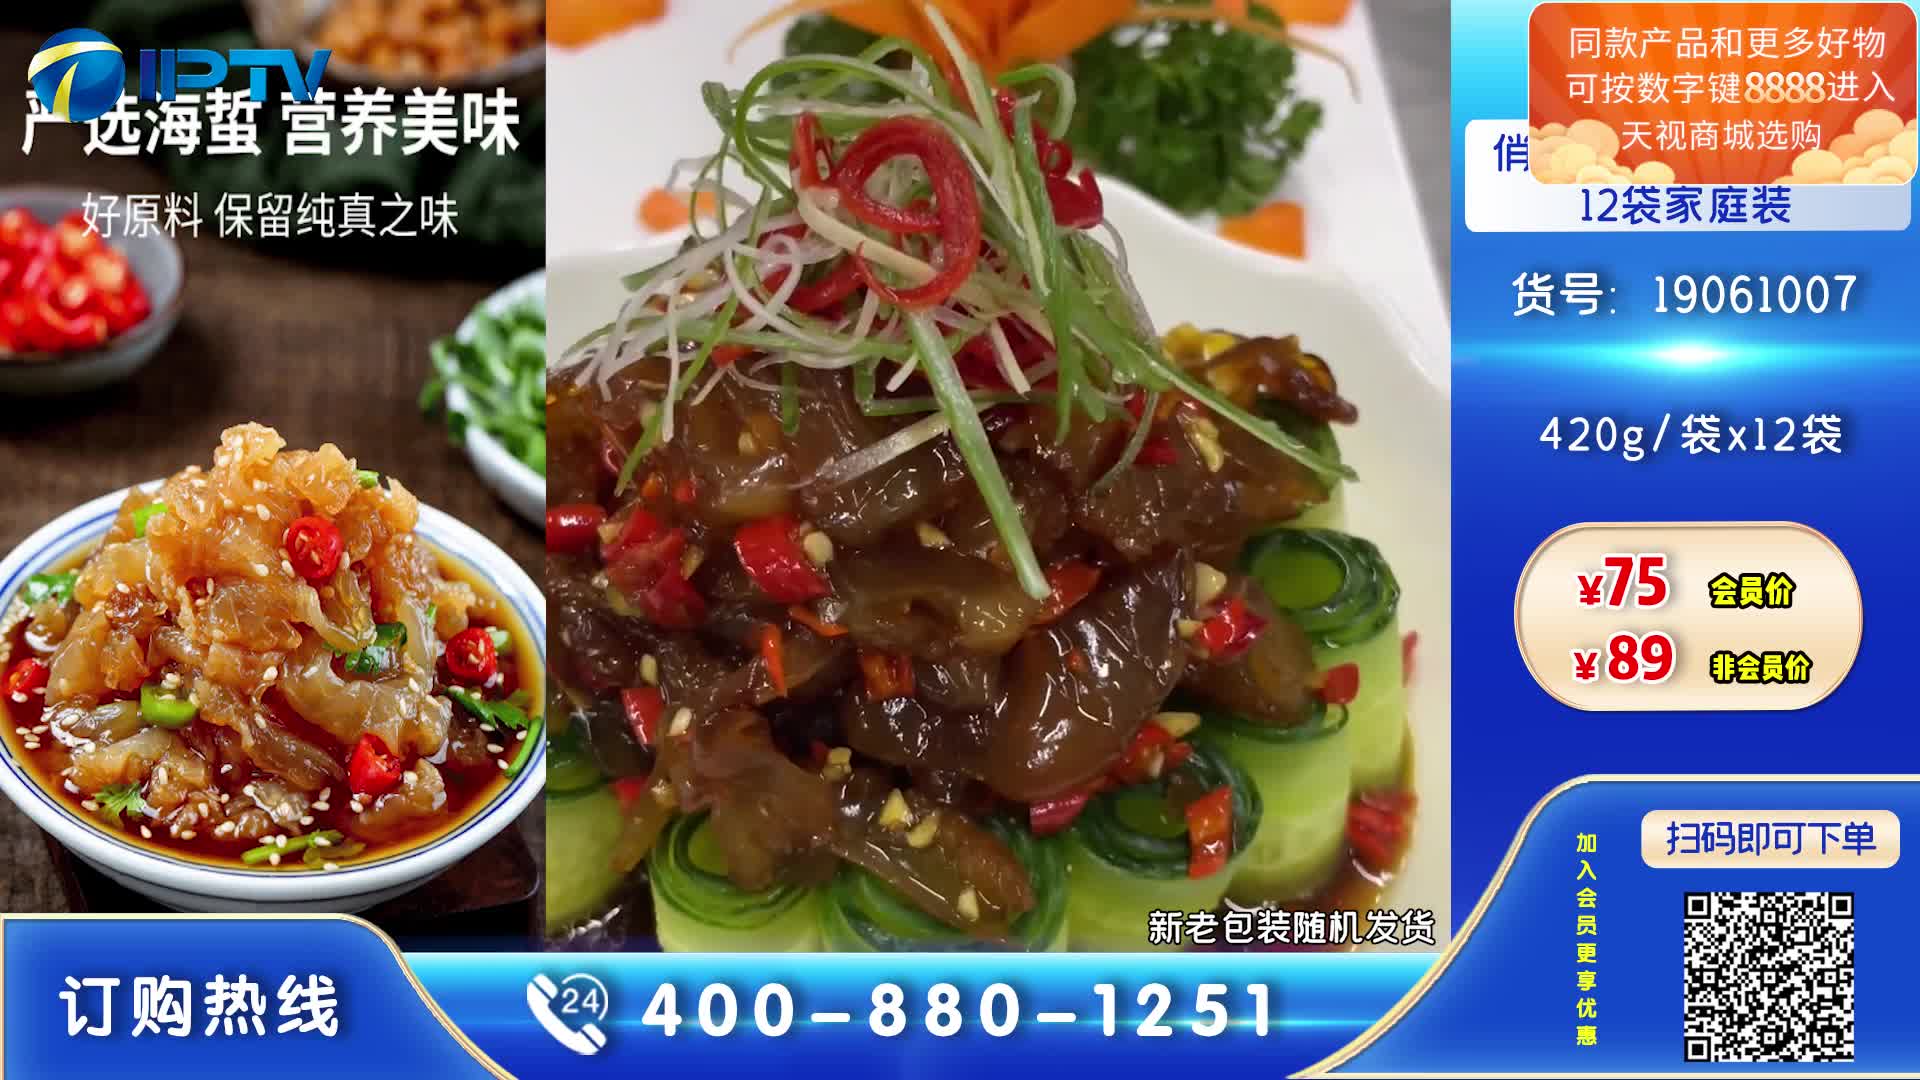 IPTV
严选海蜇 营养美味
好原料 保留纯真之味
同款产品和更多好物
可按数字键8888进入
天视商城选购
俏
12袋家庭装
货号: 19061007
420g/袋x12袋
¥75 会员价
¥89 非会员价
新老包装随机发货
扫码即可下单
加入会员更享优惠
订购热线
24
400-880-1251